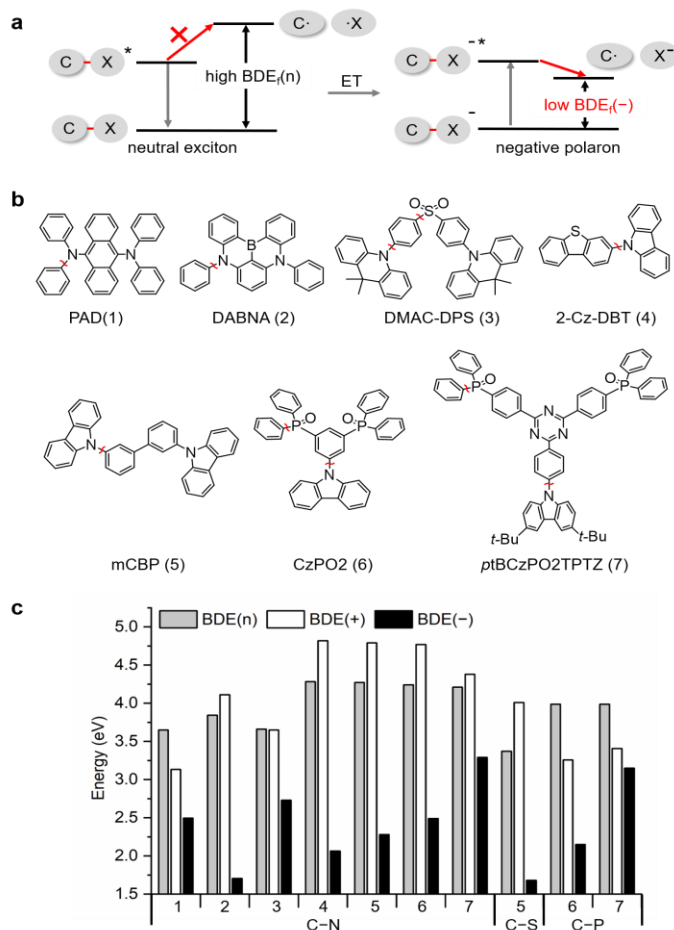 a
C X * C· ·X
high BDEf(n)
C X
neutral exciton
ET
C X -* C· X-
low BDEf(−)
C X -
negative polaron
b
N N
PAD(1)
B
N N
DABNA (2)
O O
S
N N
DMAC-DPS (3)
S N
2-Cz-DBT (4)
N N
mCBP (5)
P O O P
N
CzPO2 (6)
P O O P
N N
N
N
t-Bu t-Bu
ptBCzPO2TPTZ (7)
c
BDE(n) BDE(+) BDE(−)
Energy (eV)
5.0
4.5
4.0
3.5
3.0
2.5
2.0
1.5
1 2 3 4 5 6 7 5 6 7
C−N C−S C−P